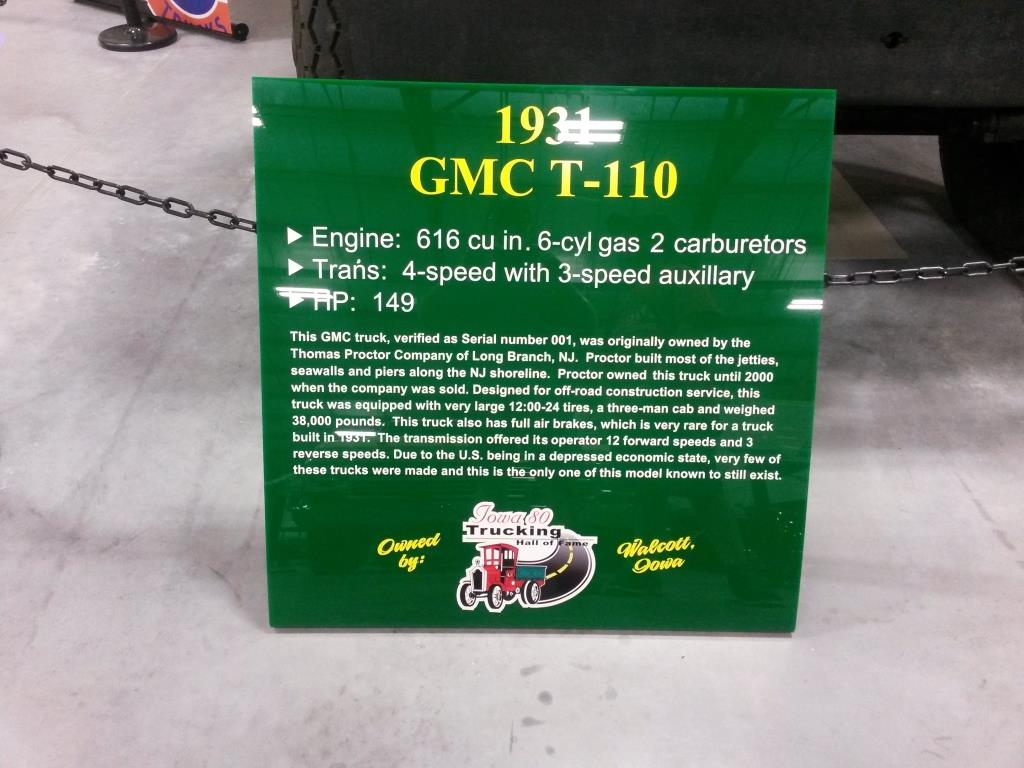 TRUCKS
1931
GMC T-110
Engine: 616 cu in. 6-cyl gas 2 carburetors
Trans: 4-speed with 3-speed auxillary
HP: 149
This GMC truck, verified as Serial number 001, was originally owned by the
Thomas Proctor Company of Long Branch, NJ. Proctor built most of the jetties,
seawalls and piers along the NJ shoreline. Proctor owned this truck until 2000
when the company was sold. Designed for off-road construction service, this
truck was equipped with very large 12:00-24 tires, a three-man cab and weighed
38,000 pounds. This truck also has full air brakes, which is very rare for a truck
built in 1931. The transmission offered its operator 12 forward speeds and 3
reverse speeds. Due to the U.S. being in a depressed economic state, very few of
these trucks were made and this is the only one of this model known to still exist.
Owned
by:
Iowa 80
Trucking
Hall of Fame
Walcott,
Iowa